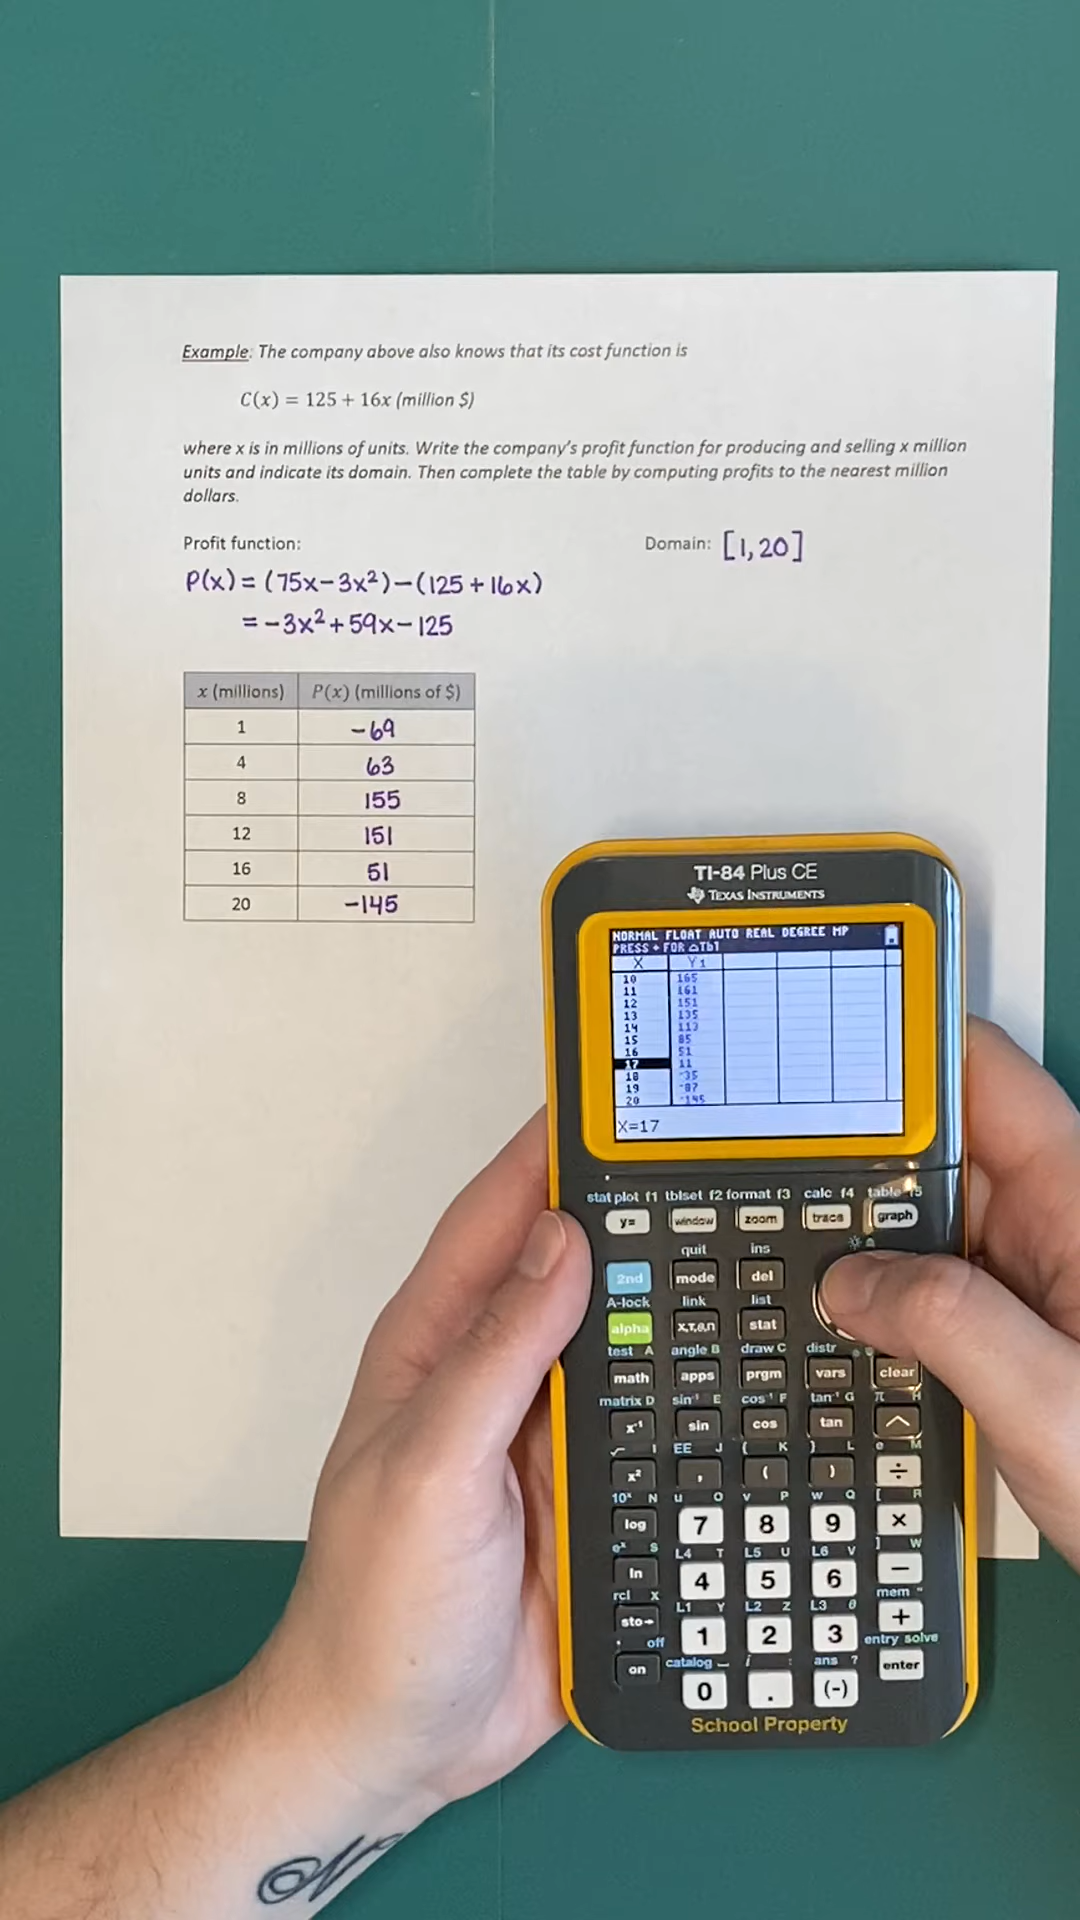 Example: The company above also knows that its cost function is
C(x) = 125 + 16x (million $)
where x is in millions of units. Write the company's profit function for producing and selling x million
units and indicate its domain. Then complete the table by computing profits to the nearest million
dollars.
Profit function:
Domain: [1,20]
P(x) = (75x-3x²)-(125+16x)
= -3x²+59x-125
x (millions) P(x) (millions of $)
1 -69
4 63
8 155
12 151
16 51
20 -145
TI-84 Plus CE
TEXAS INSTRUMENTS
NORMAL FLOAT AUTO REAL DEGREE MP
PRESS + FOR △Tbl
X Y1
10 165
11 161
12 151
13 135
14 113
15 85
16 51
17 11
18 -35
19 -87
20 -145
X=17
stat plot f1 tblset f2 format f3 calc f4 table f5
y= window zoom trace graph
quit ins
2nd mode del
A-lock link list
alpha X,T,θ,n stat
test A angle B draw C distr
math apps prgm vars clear
matrix D sin⁻¹ E cos⁻¹ F tan⁻¹ G π H
x⁻¹ sin cos tan ^
√ I EE J { K } L e M
x² , ( ) ÷
10ˣ N u O v P w Q [ R
log 7 8 9 ×
eˣ S L4 T L5 U L6 V ] W
ln 4 5 6 −
rcl X L1 Y L2 Z L3 θ mem "
sto→ 1 2 3 +
off catalog _ i : ans ? entry solve
on 0 . (-) enter
School Property